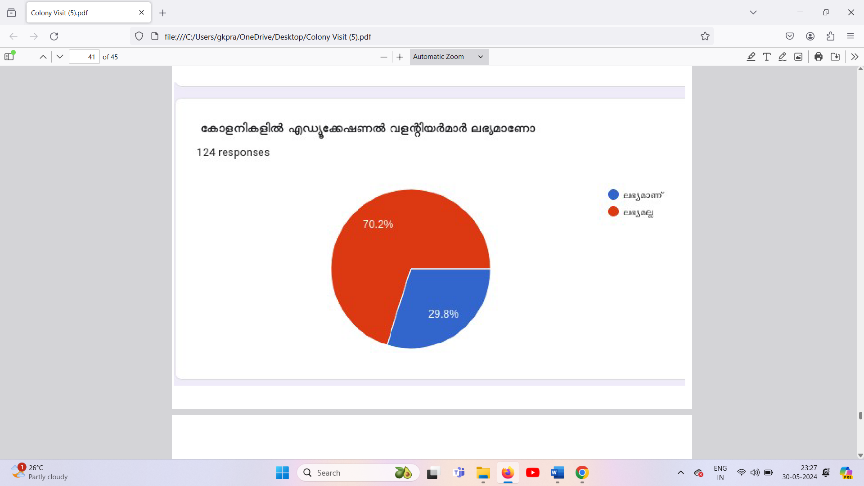 Colony Visit (5).pdf
file:///C:/Users/gkpra/OneDrive/Desktop/Colony Visit (5).pdf
41 of 45
Automatic Zoom
കോളനികളിൽ എഡ്യൂക്കേഷണൽ വളന്റിയർമാർ ലഭ്യമാണോ
124 responses
70.2%
29.8%
ലഭ്യമാണ്
ലഭ്യമല്ല
1
26°C
Partly cloudy
Search
ENG
IN
23:27
30-05-2024